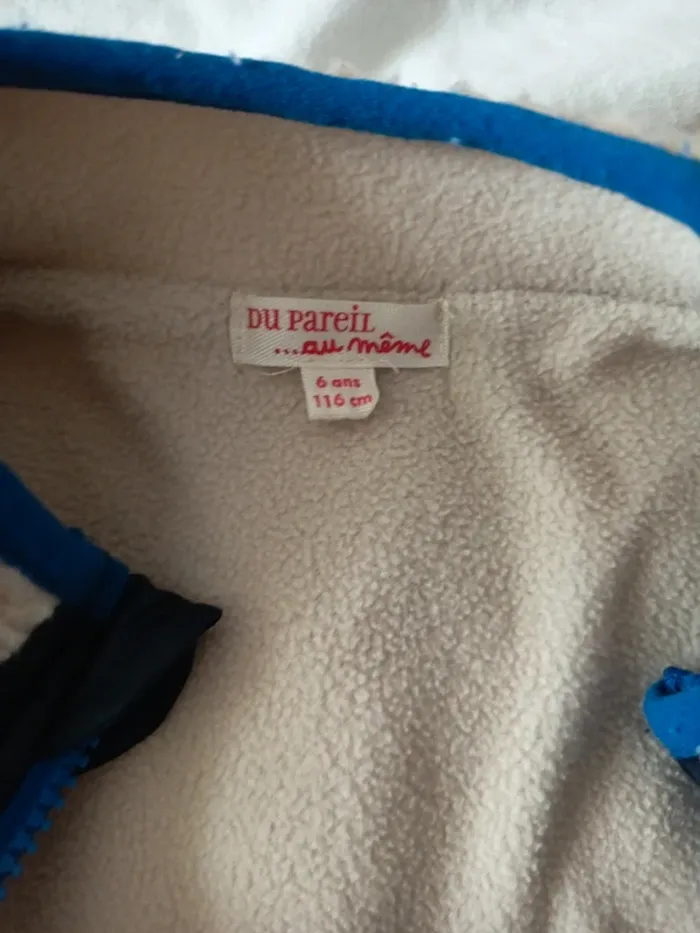 DU PAREIL
...au même
6 ans
116 cm